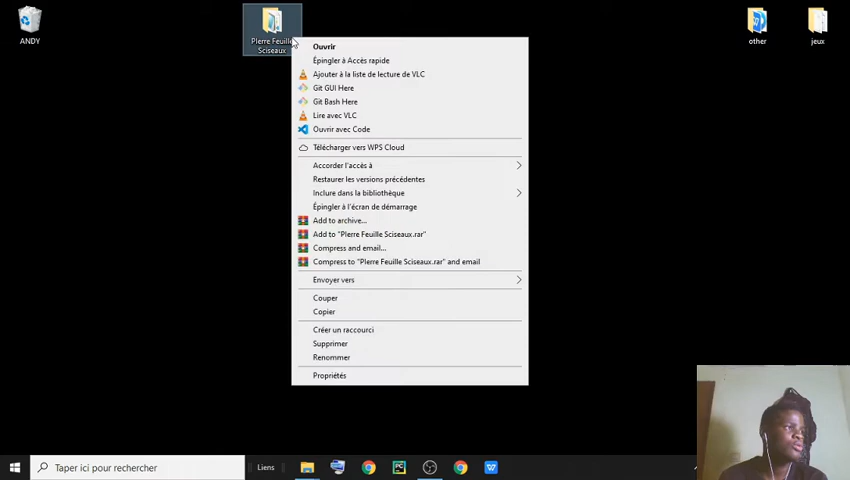 ANDY
PIerre Feuille
Sciseaux
other
jeux
Ouvrir
Épingler à Accès rapide
Ajouter à la liste de lecture de VLC
Git GUI Here
Git Bash Here
Lire avec VLC
Ouvrir avec Code
Télécharger vers WPS Cloud
Accorder l'accès à
Restaurer les versions précédentes
Inclure dans la bibliothèque
Épingler à l'écran de démarrage
Add to archive...
Add to "PIerre Feuille Sciseaux.rar"
Compress and email...
Compress to "PIerre Feuille Sciseaux.rar" and email
Envoyer vers
Couper
Copier
Créer un raccourci
Supprimer
Renommer
Propriétés
Taper ici pour rechercher
Liens
PC
W